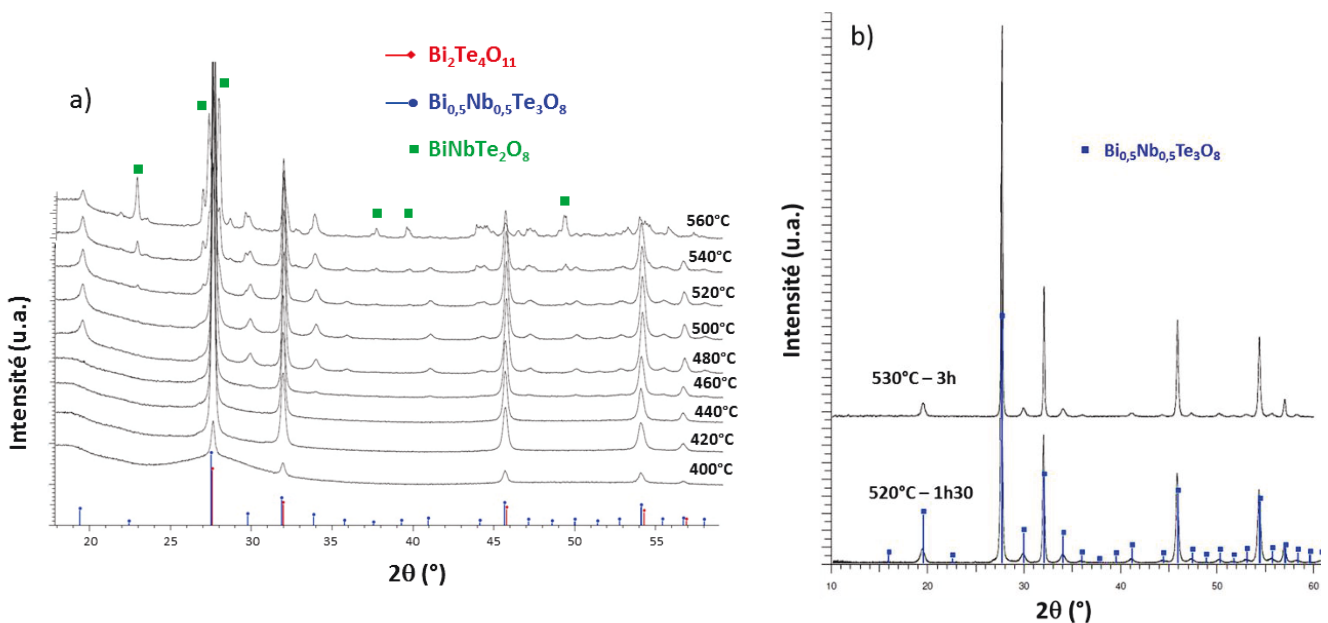 a)
Bi₂Te₄O₁₁
Bi₀,₅Nb₀,₅Te₃O₈
BiNbTe₂O₈
Intensité (u.a.)
560°C
540°C
520°C
500°C
480°C
460°C
440°C
420°C
400°C
20 25 30 35 40 45 50 55
2θ (°)
b)
Bi₀,₅Nb₀,₅Te₃O₈
Intensité (u.a.)
530°C – 3h
520°C – 1h30
10 20 30 40 50 60
2θ (°)